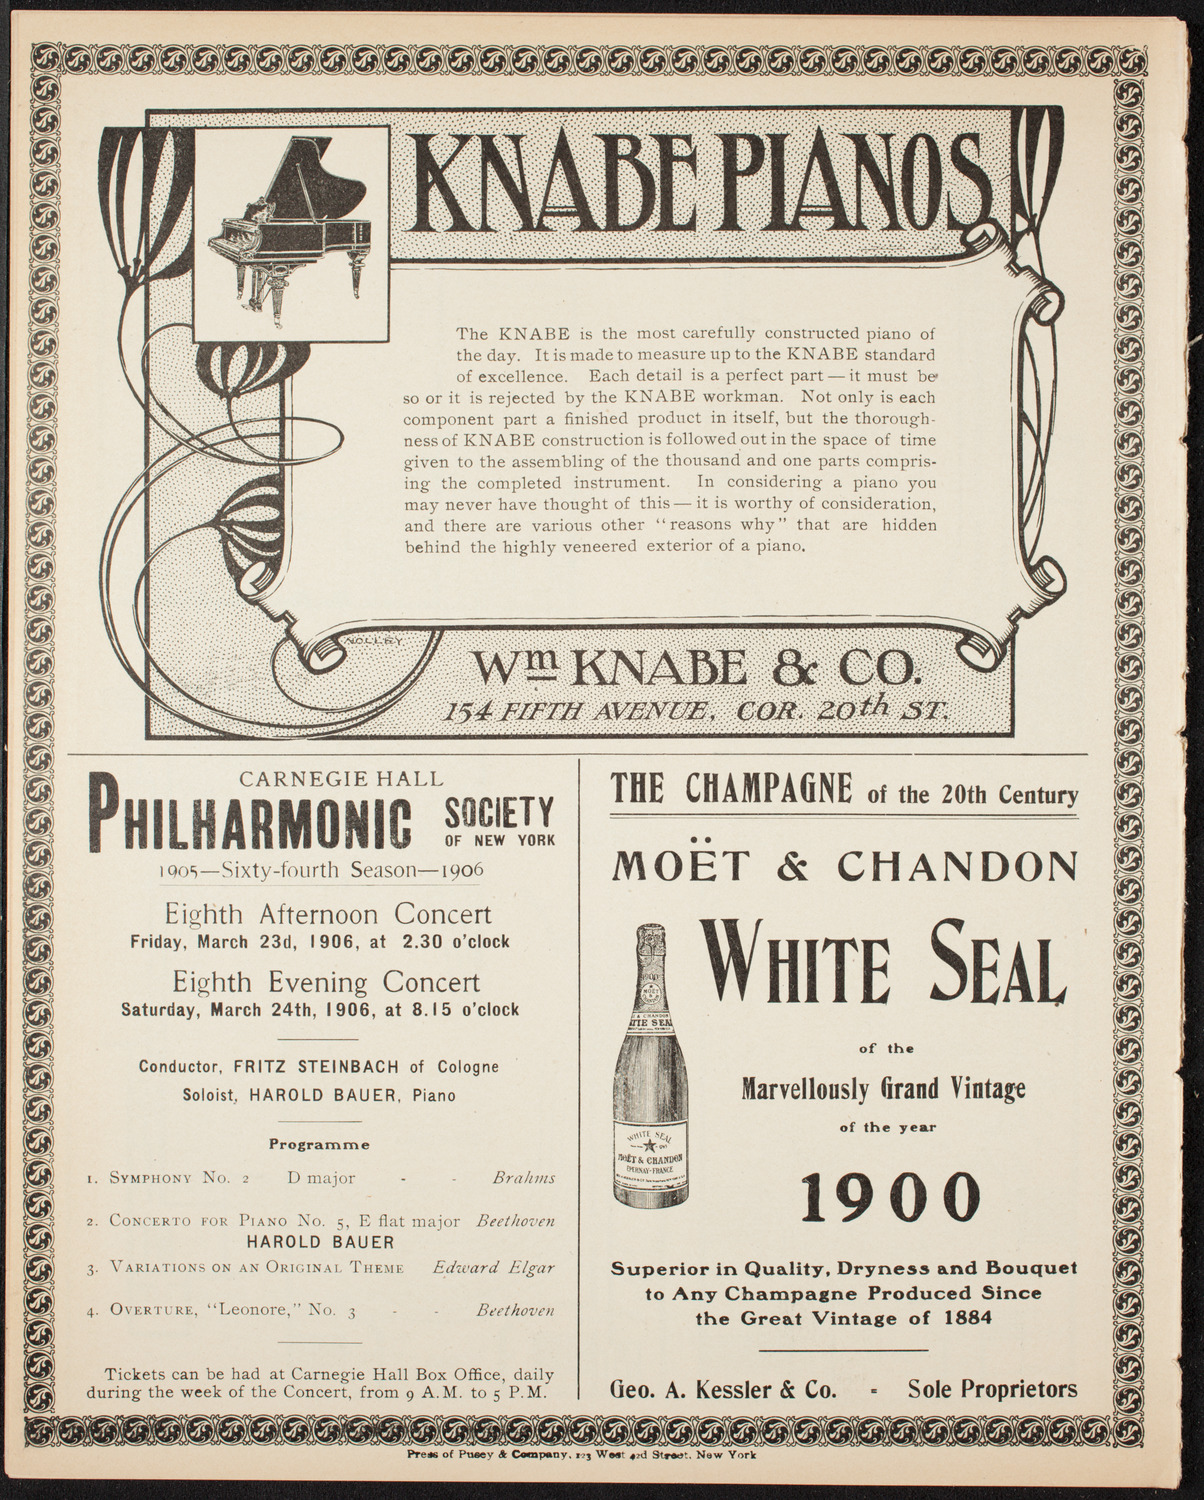 KNABE PIANOS
The KNABE is the most carefully constructed piano of
the day. It is made to measure up to the KNABE standard
of excellence. Each detail is a perfect part — it must be
so or it is rejected by the KNABE workman. Not only is each
component part a finished product in itself, but the thorough-
ness of KNABE construction is followed out in the space of time
given to the assembling of the thousand and one parts compris-
ing the completed instrument. In considering a piano you
may never have thought of this — it is worthy of consideration,
and there are various other "reasons why" that are hidden
behind the highly veneered exterior of a piano.
NOLLEY
Wm KNABE & CO.
154 FIFTH AVENUE, COR. 20th ST.
CARNEGIE HALL
PHILHARMONIC SOCIETY
OF NEW YORK
1905—Sixty-fourth Season—1906
Eighth Afternoon Concert
Friday, March 23d, 1906, at 2.30 o'clock
Eighth Evening Concert
Saturday, March 24th, 1906, at 8.15 o'clock
Conductor, FRITZ STEINBACH of Cologne
Soloist, HAROLD BAUER, Piano
Programme
1. SYMPHONY No. 2 D major - - Brahms
2. CONCERTO FOR PIANO No. 5, E flat major Beethoven
HAROLD BAUER
3. VARIATIONS ON AN ORIGINAL THEME Edward Elgar
4. OVERTURE, "Leonore," No. 3 - - Beethoven
Tickets can be had at Carnegie Hall Box Office, daily
during the week of the Concert, from 9 A.M. to 5 P.M.
THE CHAMPAGNE of the 20th Century
MOËT & CHANDON
WHITE SEAL
of the
Marvellously Grand Vintage
of the year
1900
WHITE SEAL
MOËT & CHANDON
EPERNAY-FRANCE
Superior in Quality, Dryness and Bouquet
to Any Champagne Produced Since
the Great Vintage of 1884
Geo. A. Kessler & Co. - Sole Proprietors
Press of Pusey & Company, 123 West 42d Street, New York